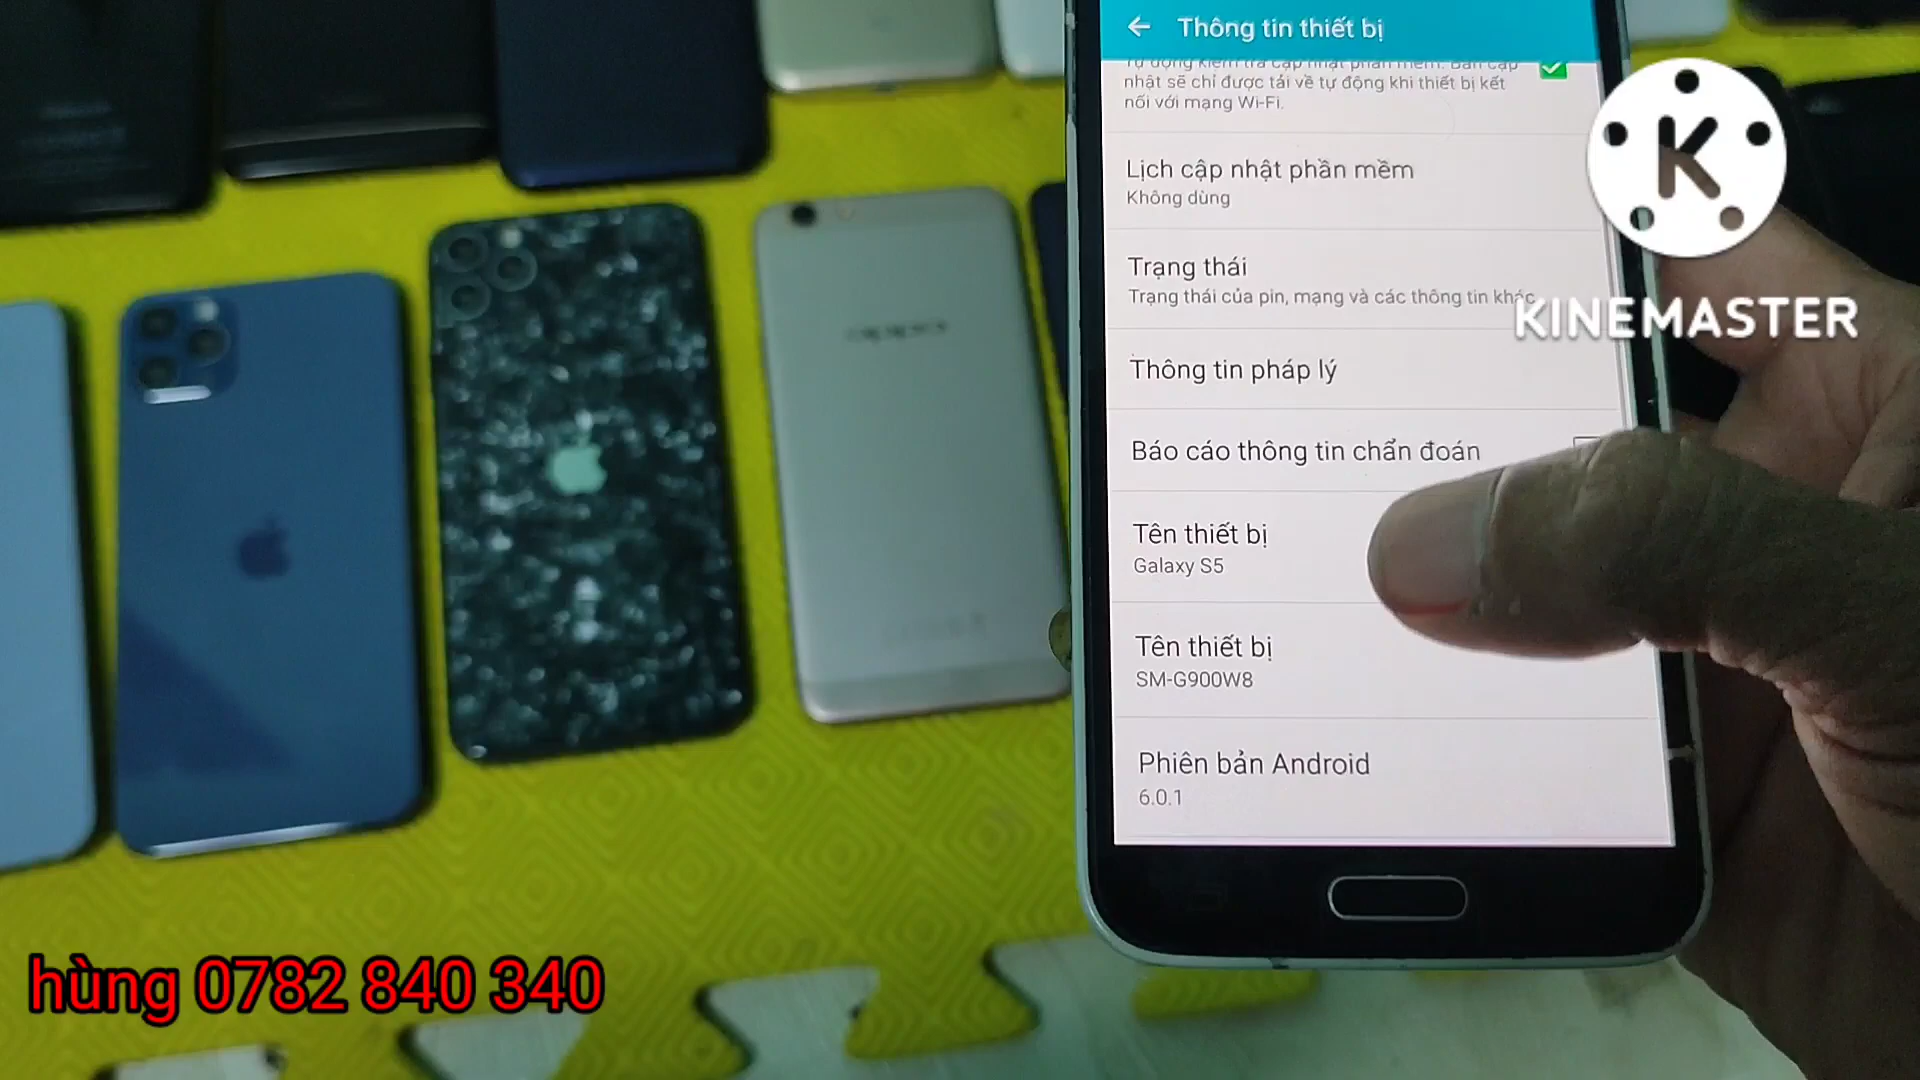 Thông tin thiết bị
Tự động kiểm tra cập nhật phần mềm. Bản cập
nhật sẽ chỉ được tải về tự động khi thiết bị kết
nối với mạng Wi-Fi.
Lịch cập nhật phần mềm
Không dùng
Trạng thái
Trạng thái của pin, mạng và các thông tin khác
Thông tin pháp lý
Báo cáo thông tin chẩn đoán
Tên thiết bị
Galaxy S5
Tên thiết bị
SM-G900W8
Phiên bản Android
6.0.1
K
KINEMASTER
oppo
hùng 0782 840 340